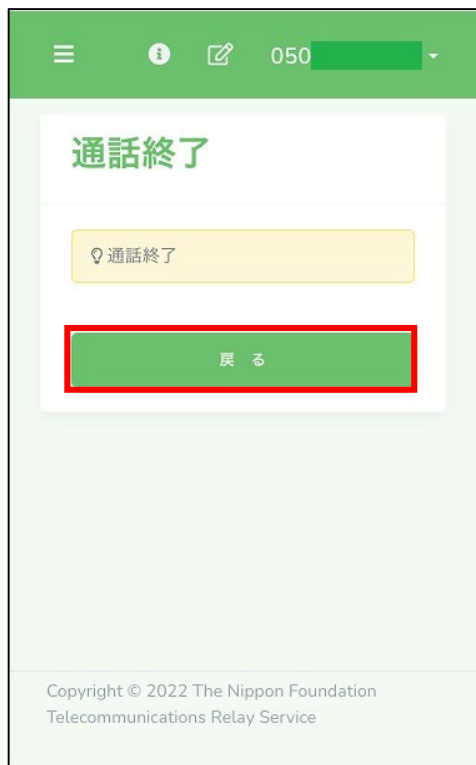 050
通話終了
通話終了
戻 る
Copyright © 2022 The Nippon Foundation
Telecommunications Relay Service